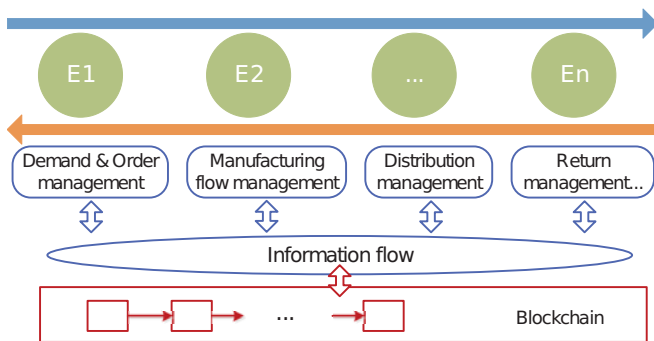 E1
E2
...
En
Demand & Order
management
Manufacturing
flow management
Distribution
management
Return
management...
Information flow
...
Blockchain